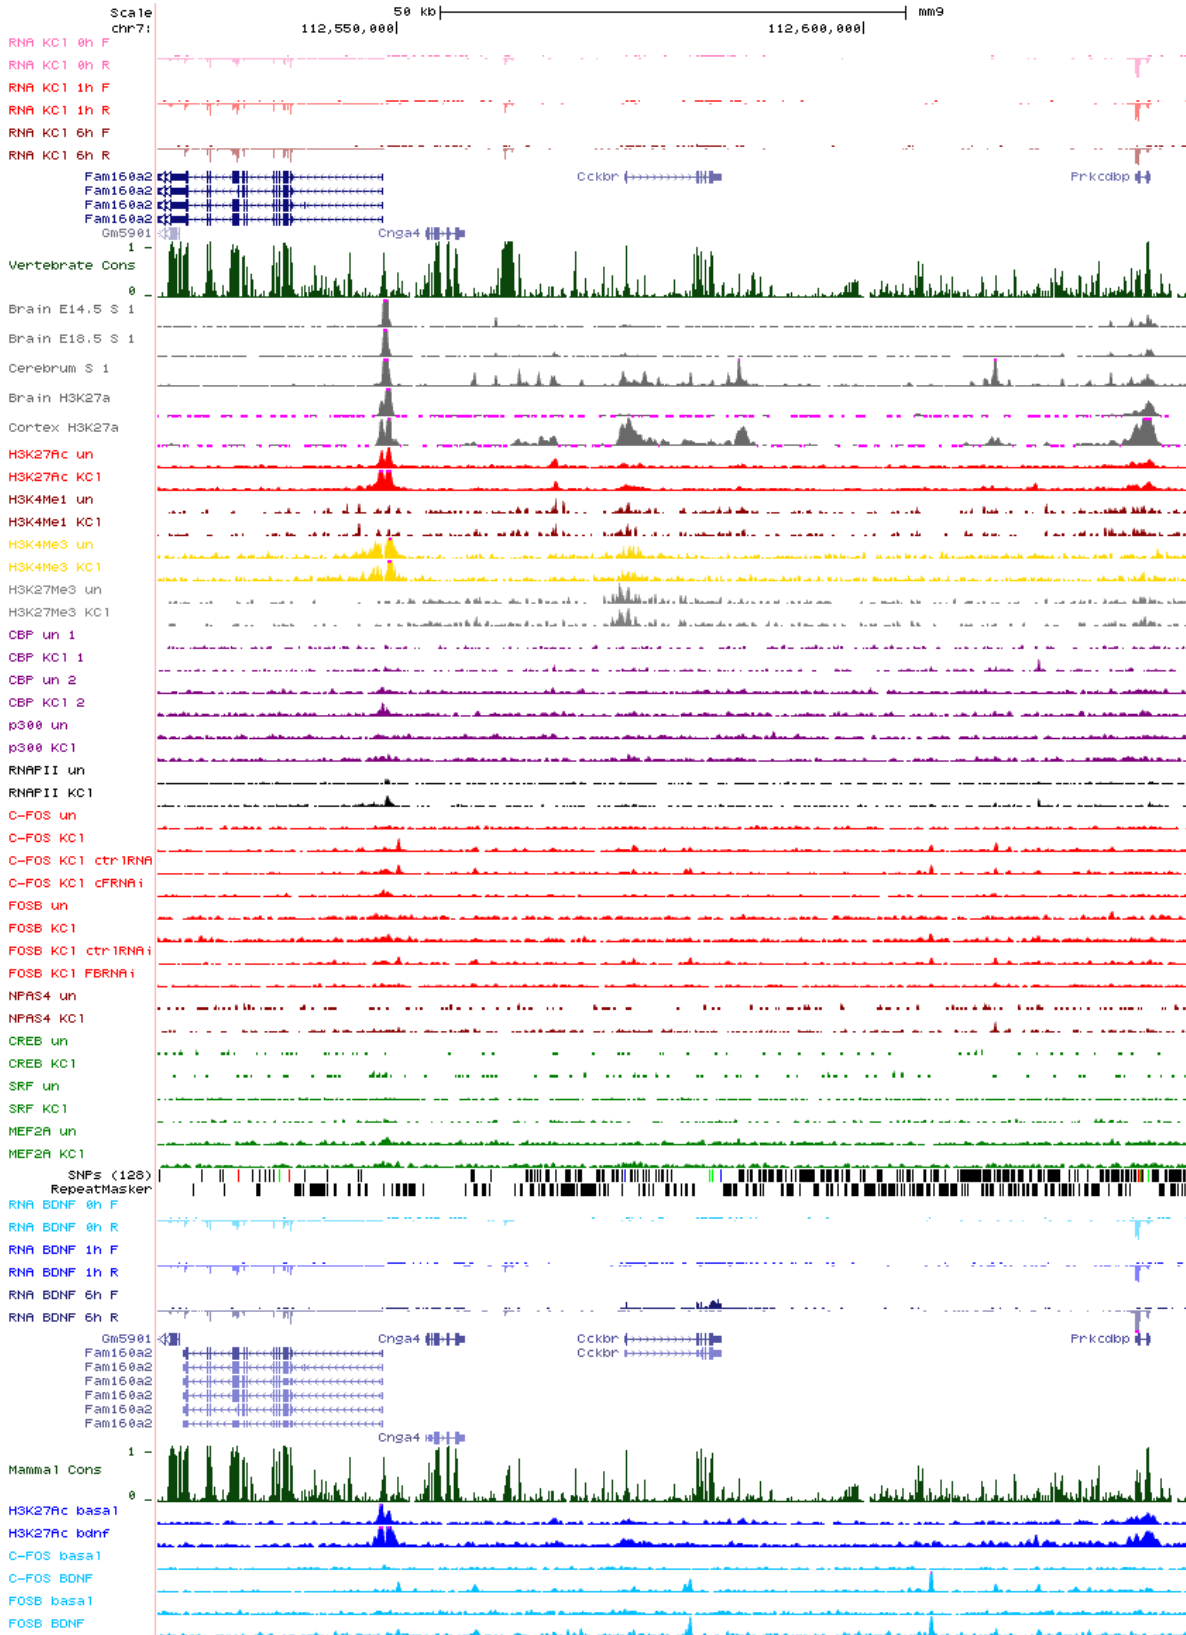 Scale 50 kb mm9
chr7: 112,550,000 112,600,000
RNA KCl 0h F
RNA KCl 0h R
RNA KCl 1h F
RNA KCl 1h R
RNA KCl 6h F
RNA KCl 6h R
Fam160a2 Cckbr Prkcdbp
Fam160a2
Fam160a2
Fam160a2
Gm5901 Cnga4
1
Vertebrate Cons
0
Brain E14.5 S 1
Brain E18.5 S 1
Cerebrum S 1
Brain H3K27a
Cortex H3K27a
H3K27Ac un
H3K27Ac KCl
H3K4Me1 un
H3K4Me1 KCl
H3K4Me3 un
H3K4Me3 KCl
H3K27Me3 un
H3K27Me3 KCl
CBP un 1
CBP KCl 1
CBP un 2
CBP KCl 2
p300 un
p300 KCl
RNAPII un
RNAPII KCl
C-FOS un
C-FOS KCl
C-FOS KCl ctrlRNA
C-FOS KCl cFRNAi
FOSB un
FOSB KCl
FOSB KCl ctrlRNAi
FOSB KCl FBRNAi
NPAS4 un
NPAS4 KCl
CREB un
CREB KCl
SRF un
SRF KCl
MEF2A un
MEF2A KCl
SNPs (128)
RepeatMasker
RNA BDNF 0h F
RNA BDNF 0h R
RNA BDNF 1h F
RNA BDNF 1h R
RNA BDNF 6h F
RNA BDNF 6h R
Gm5901 Cnga4 Cckbr Prkcdbp
Fam160a2 Cckbr
Fam160a2
Fam160a2
Fam160a2
Fam160a2
Fam160a2
Cnga4
1
Mammal Cons
0
H3K27Ac basal
H3K27Ac bdnf
C-FOS basal
C-FOS BDNF
FOSB basal
FOSB BDNF